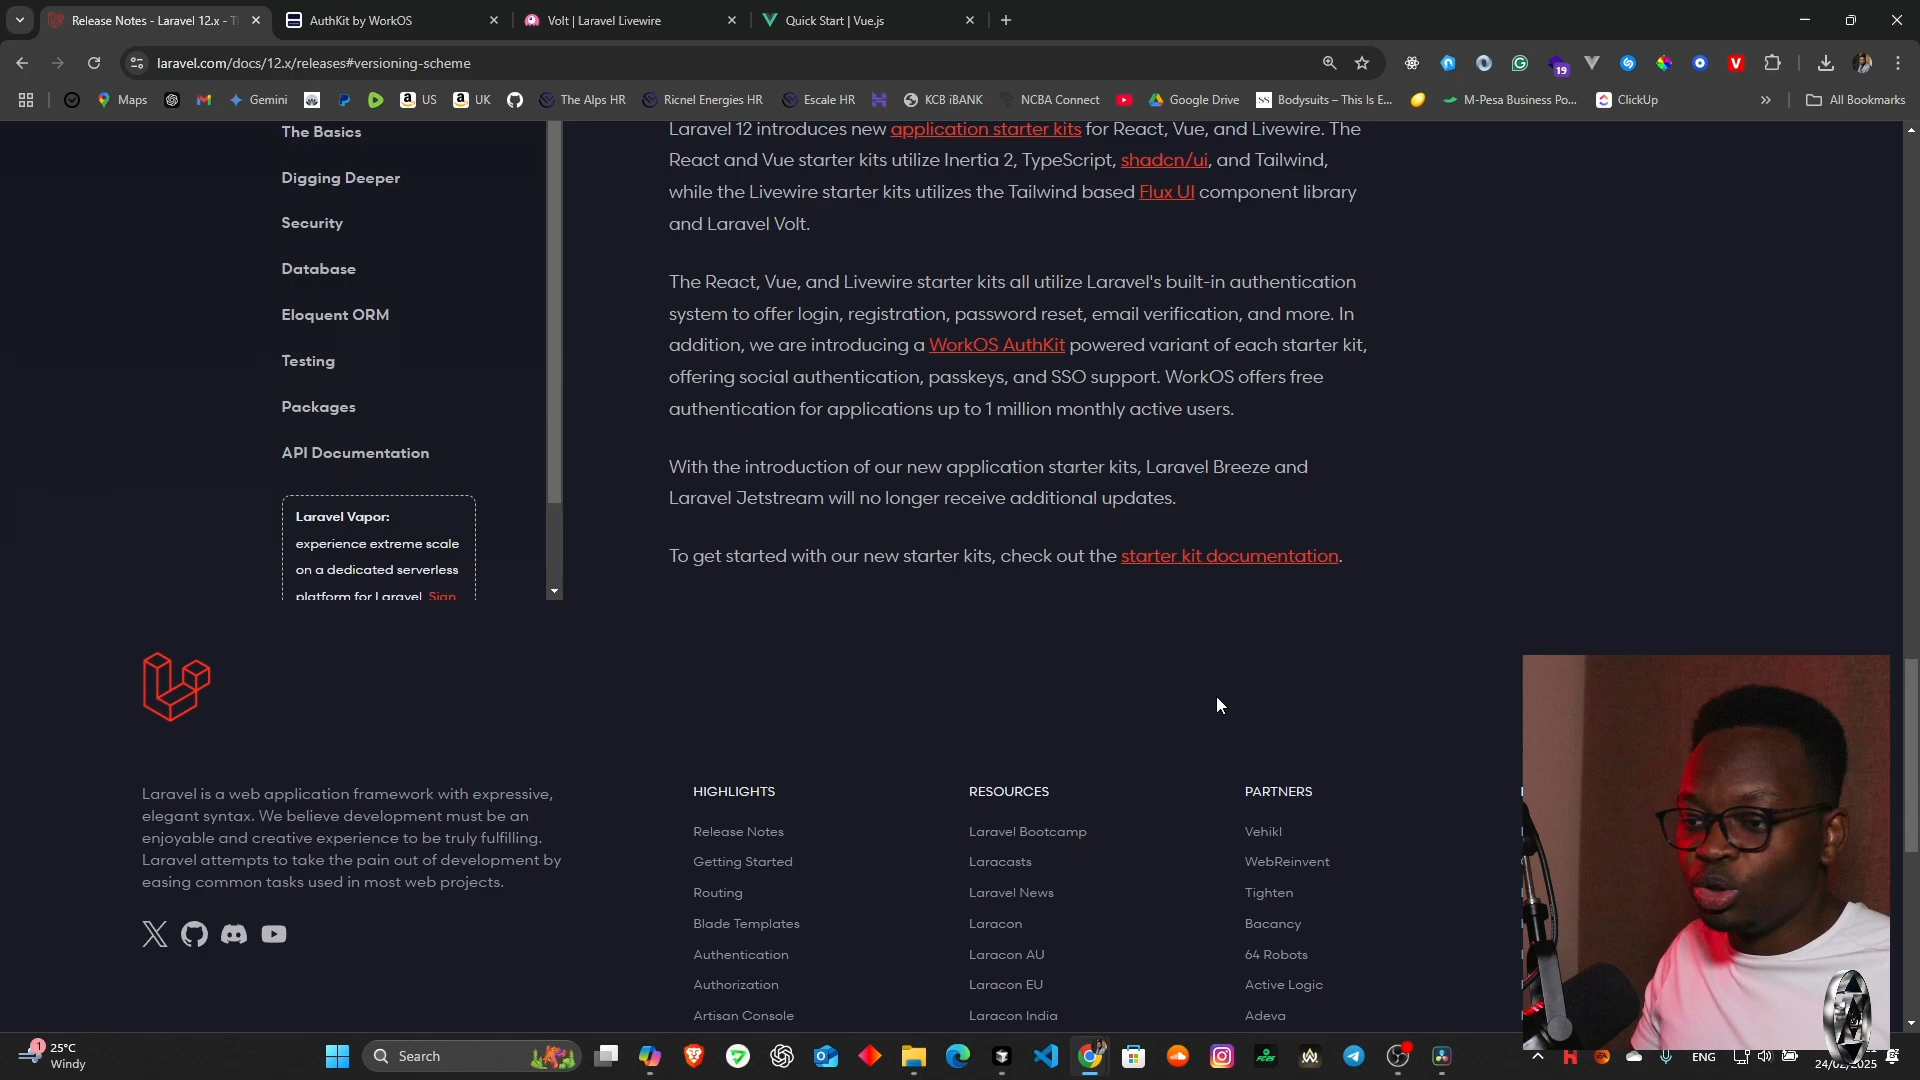 Release Notes - Laravel 12.x - T
AuthKit by WorkOS
Volt | Laravel Livewire
Quick Start | Vue.js
laravel.com/docs/12.x/releases#versioning-scheme
19
Maps
Gemini
US
UK
The Alps HR
Ricnel Energies HR
Escale HR
KCB iBANK
NCBA Connect
Google Drive
Bodysuits – This Is E...
M-Pesa Business Po...
ClickUp
All Bookmarks
The Basics
Digging Deeper
Security
Database
Eloquent ORM
Testing
Packages
API Documentation
Laravel Vapor:
experience extreme scale
on a dedicated serverless
platform for Laravel. Sign
Laravel 12 introduces new application starter kits for React, Vue, and Livewire. The
React and Vue starter kits utilize Inertia 2, TypeScript, shadcn/ui, and Tailwind,
while the Livewire starter kits utilizes the Tailwind based Flux UI component library
and Laravel Volt.
The React, Vue, and Livewire starter kits all utilize Laravel's built-in authentication
system to offer login, registration, password reset, email verification, and more. In
addition, we are introducing a WorkOS AuthKit powered variant of each starter kit,
offering social authentication, passkeys, and SSO support. WorkOS offers free
authentication for applications up to 1 million monthly active users.
With the introduction of our new application starter kits, Laravel Breeze and
Laravel Jetstream will no longer receive additional updates.
To get started with our new starter kits, check out the starter kit documentation.
Laravel is a web application framework with expressive,
elegant syntax. We believe development must be an
enjoyable and creative experience to be truly fulfilling.
Laravel attempts to take the pain out of development by
easing common tasks used in most web projects.
HIGHLIGHTS
Release Notes
Getting Started
Routing
Blade Templates
Authentication
Authorization
Artisan Console
RESOURCES
Laravel Bootcamp
Laracasts
Laravel News
Laracon
Laracon AU
Laracon EU
Laracon India
PARTNERS
Vehikl
WebReinvent
Tighten
Bacancy
64 Robots
Active Logic
Adeva
1
25°C
Windy
Search
ENG
24/02/2025